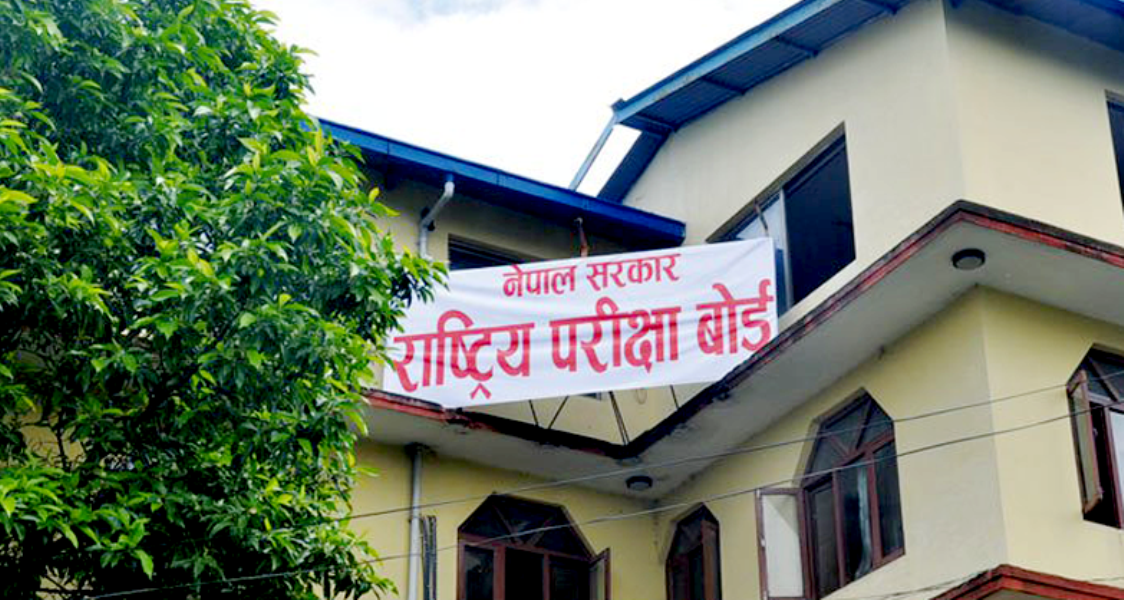 नेपाल सरकार
राष्ट्रिय परीक्षा बोर्ड